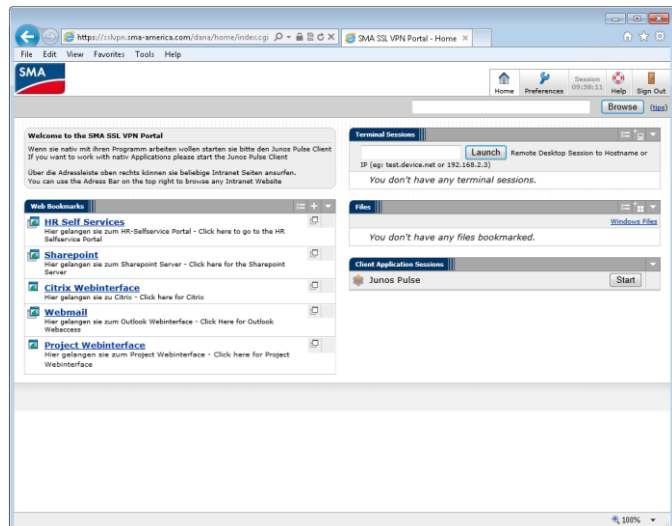 https://sslvpn.sma-america.com/dana/home/index.cgi
SMA SSL VPN Portal - Home
File Edit View Favorites Tools Help
SMA
Home
Preferences
Session
09:58:11
Help
Sign Out
Browse
(tips)
Welcome to the SMA SSL VPN Portal
Wenn sie nativ mit ihren Programm arbeiten wollen starten sie bitte den Junos Pulse Client
If you want to work with nativ Applications please start the Junos Pulse Client
Über die Adressleiste oben rechts können sie beliebige Intranet Seiten ansurfen.
You can use the Adress Bar on the top right to browse any Intranet Website
Web Bookmarks
HR Self Services
Hier gelangen sie zum HR-Selfservice Portal - Click here to go to the HR
Selfservice Portal
Sharepoint
Hier gelangen sie zum Sharepoint Server - Click here for the Sharepoint
Server
Citrix Webinterface
Hier gelangen sie zu Citrix - Click here for Citrix
Webmail
Hier gelangen sie zum Outlook Webinterface - Click Here for Outlook
Webaccess
Project Webinterface
Hier gelangen sie zum Project Webinterface - Click here for Project
Webinterface
Terminal Sessions
Launch Remote Desktop Session to Hostname or
IP (eg: test.device.net or 192.168.2.3)
You don't have any terminal sessions.
Files
Windows Files
You don't have any files bookmarked.
Client Application Sessions
Junos Pulse
Start
100%